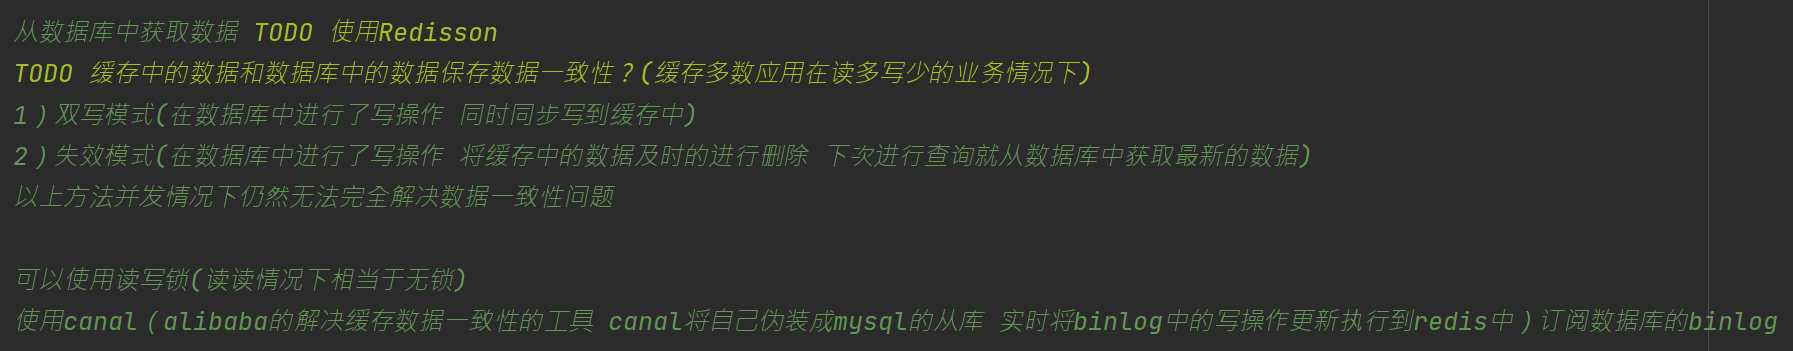 从数据库中获取数据 TODO 使用Redisson
TODO 缓存中的数据和数据库中的数据保存数据一致性？(缓存多数应用在读多写少的业务情况下)
1）双写模式(在数据库中进行了写操作 同时同步写到缓存中)
2）失效模式(在数据库中进行了写操作 将缓存中的数据及时的进行删除 下次进行查询就从数据库中获取最新的数据)
以上方法并发情况下仍然无法完全解决数据一致性问题
可以使用读写锁(读读情况下相当于无锁)
使用canal（alibaba的解决缓存数据一致性的工具 canal将自己伪装成mysql的从库 实时将binlog中的写操作更新执行到redis中）订阅数据库的binlog